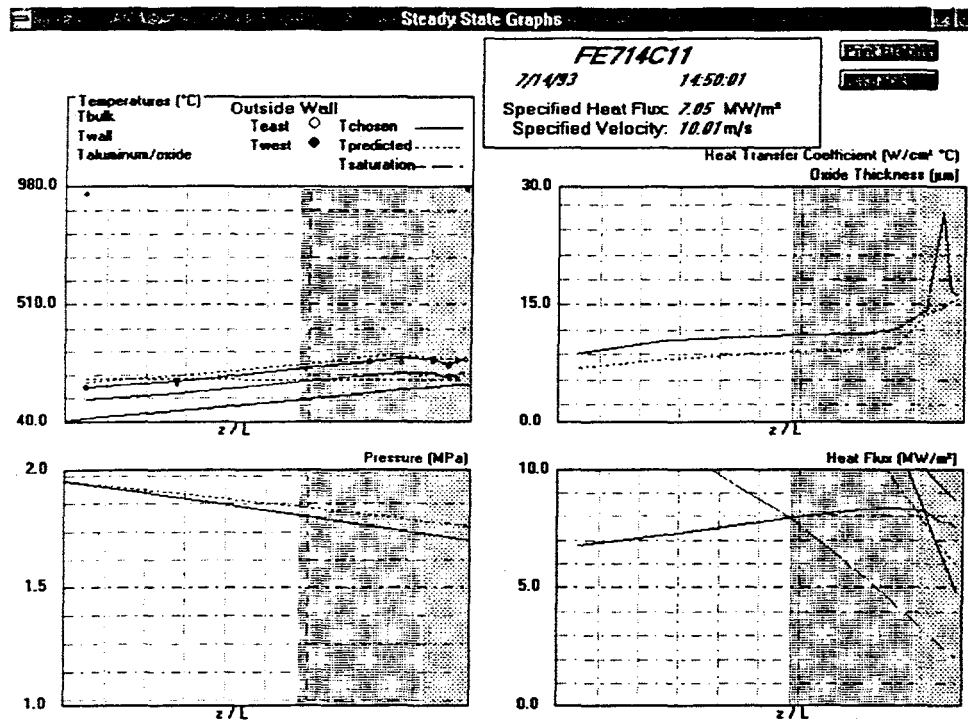 Steady State Graphs
FE714C11
7/14/93 14:50:01
Specified Heat Flux: 7.05 MW/m²
Specified Velocity: 10.01 m/s
Temperatures (°C)
Tbulk
Twall
Taluminum/oxide
Outside Wall
Teast
Twest
Tchosen
Tpredicted
Tsaturation
980.0
510.0
40.0
z / L
Heat Transfer Coefficient (W/cm² °C)
Oxide Thickness (µm)
30.0
15.0
0.0
z / L
Pressure (MPa)
2.0
1.5
1.0
z / L
Heat Flux (MW/m²)
10.0
5.0
0.0
z / L